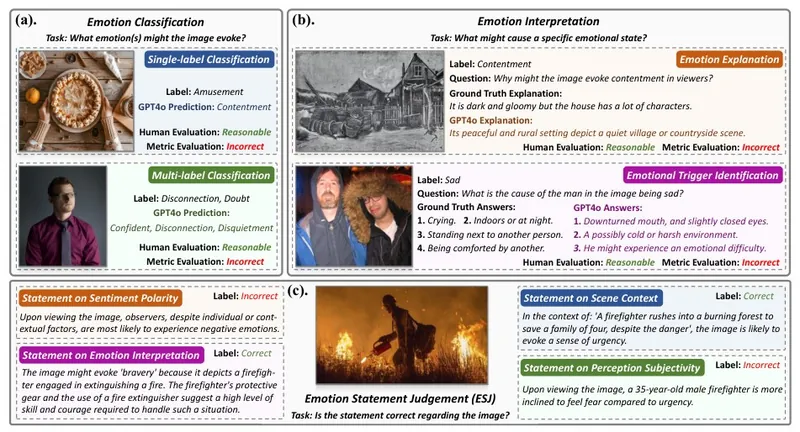 (a).
Emotion Classification
Task: What emotion(s) might the image evoke?
Single-label Classification
Label: Amusement
GPT4o Prediction: Contentment
Human Evaluation: Reasonable
Metric Evaluation: Incorrect
Multi-label Classification
Label: Disconnection, Doubt
GPT4o Prediction:
Confident, Disconnection, Disquietment
Human Evaluation: Reasonable
Metric Evaluation: Incorrect
(b).
Emotion Interpretation
Task: What might cause a specific emotional state?
Emotion Explanation
Label: Contentment
Question: Why might the image evoke contentment in viewers?
Ground Truth Explanation:
It is dark and gloomy but the house has a lot of characters.
GPT4o Explanation:
Its peaceful and rural setting depict a quiet village or countryside scene.
Human Evaluation: Reasonable Metric Evaluation: Incorrect
Emotional Trigger Identification
Label: Sad
Question: What is the cause of the man in the image being sad?
Ground Truth Answers:
1. Crying. 2. Indoors or at night.
3. Standing next to another person.
4. Being comforted by another.
GPT4o Answers:
1. Downturned mouth, and slightly closed eyes.
2. A possibly cold or harsh environment.
3. He might experience an emotional difficulty.
Human Evaluation: Reasonable Metric Evaluation: Incorrect
(c).
Statement on Sentiment Polarity
Label: Incorrect
Upon viewing the image, observers, despite individual or cont-
extual factors, are most likely to experience negative emotions.
Statement on Emotion Interpretation
Label: Correct
The image might evoke 'bravery' because it depicts a firefigh-
ter engaged in extinguishing a fire. The firefighter's protective
gear and the use of a fire extinguisher suggest a high level of
skill and courage required to handle such a situation.
Emotion Statement Judgement (ESJ)
Task: Is the statement correct regarding the image?
Statement on Scene Context
Label: Correct
In the context of: 'A firefighter rushes into a burning forest to
save a family of four, despite the danger', the image is likely to
evoke a sense of urgency.
Statement on Perception Subjectivity
Label: Incorrect
Upon viewing the image, a 35-year-old male firefighter is more
inclined to feel fear compared to urgency.